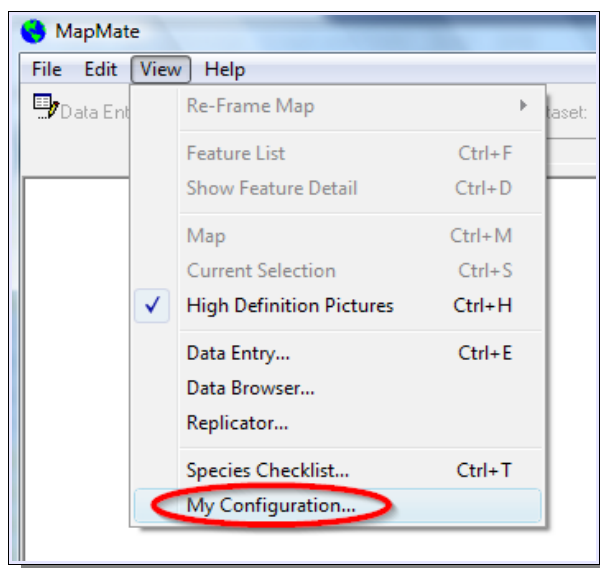 MapMate
File Edit View Help
Data Ent
taset:
Re-Frame Map
Feature List Ctrl+F
Show Feature Detail Ctrl+D
Map Ctrl+M
Current Selection Ctrl+S
High Definition Pictures Ctrl+H
Data Entry... Ctrl+E
Data Browser...
Replicator...
Species Checklist... Ctrl+T
My Configuration...